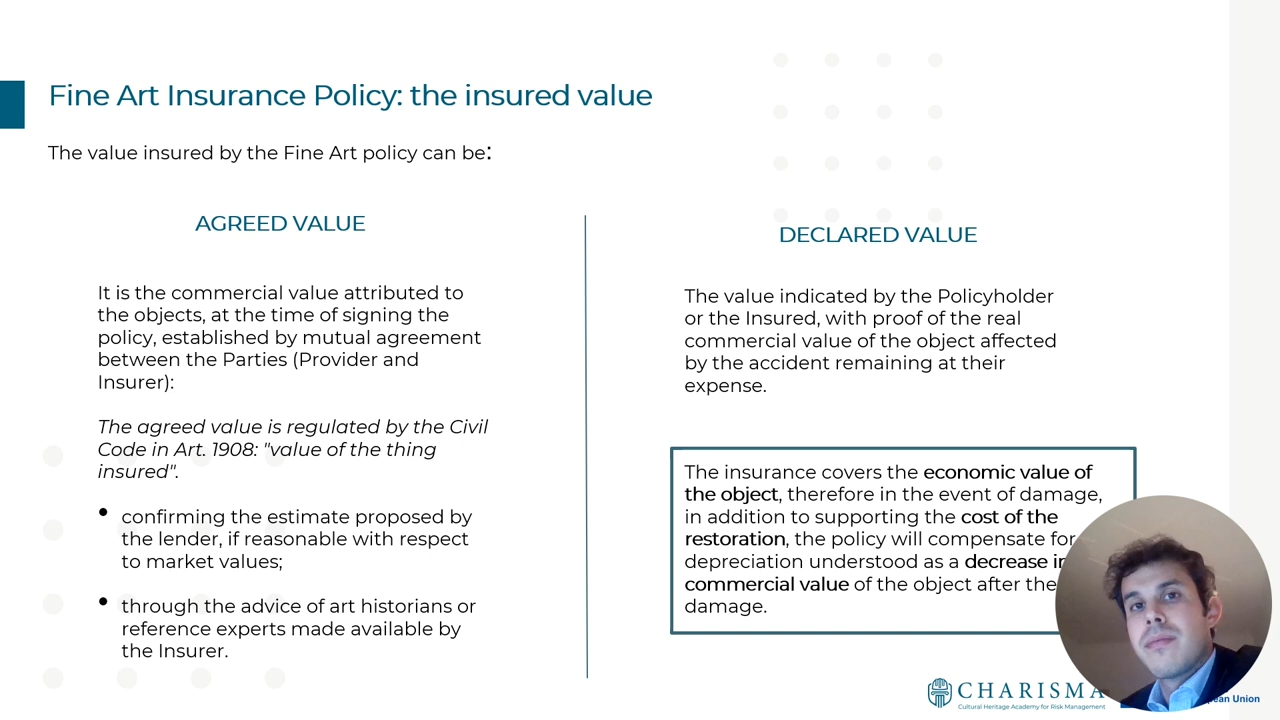 Fine Art Insurance Policy: the insured value
The value insured by the Fine Art policy can be:
AGREED VALUE
It is the commercial value attributed to
the objects, at the time of signing the
policy, established by mutual agreement
between the Parties (Provider and
Insurer):
The agreed value is regulated by the Civil
Code in Art. 1908: "value of the thing
insured".
• confirming the estimate proposed by
the lender, if reasonable with respect
to market values;
• through the advice of art historians or
reference experts made available by
the Insurer.
DECLARED VALUE
The value indicated by the Policyholder
or the Insured, with proof of the real
commercial value of the object affected
by the accident remaining at their
expense.
The insurance covers the economic value of
the object, therefore in the event of damage,
in addition to supporting the cost of the
restoration, the policy will compensate for
depreciation understood as a decrease in
commercial value of the object after the
damage.
CHARISMA
Cultural Heritage Academy for Risk Management
Union